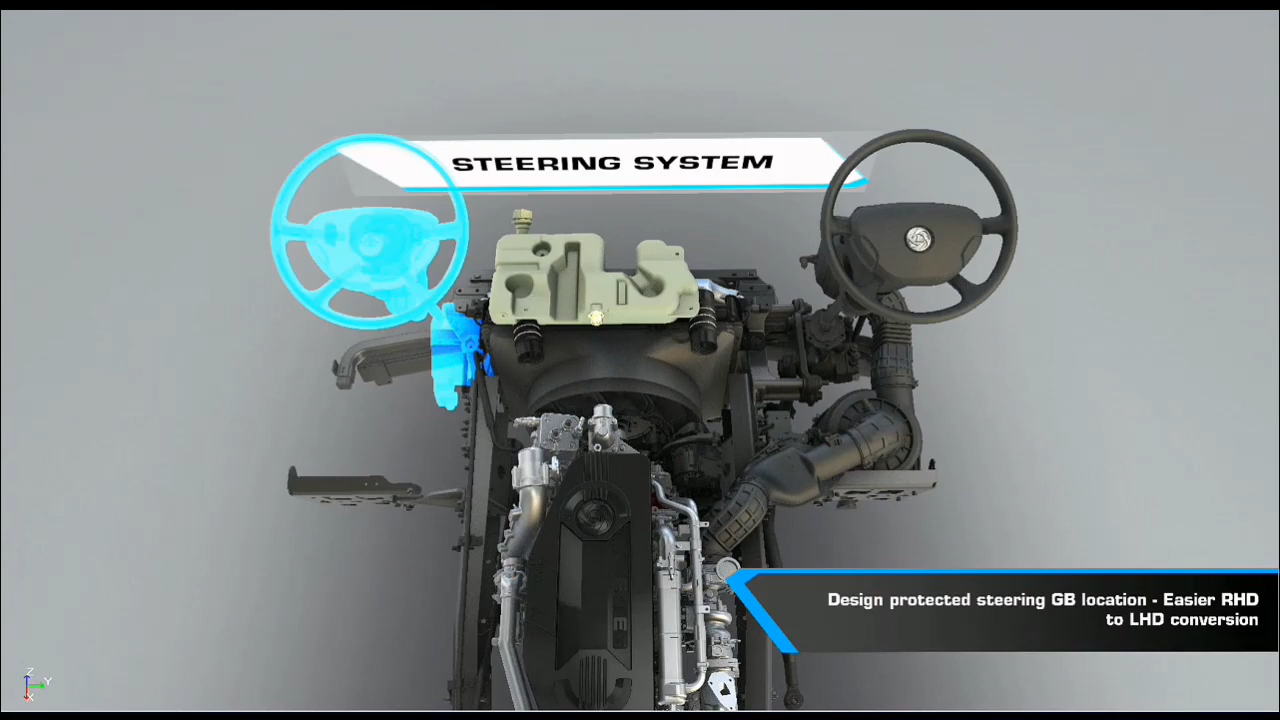 STEERING SYSTEM
Design protected steering GB location - Easier RHD
to LHD conversion
Z
Y
X